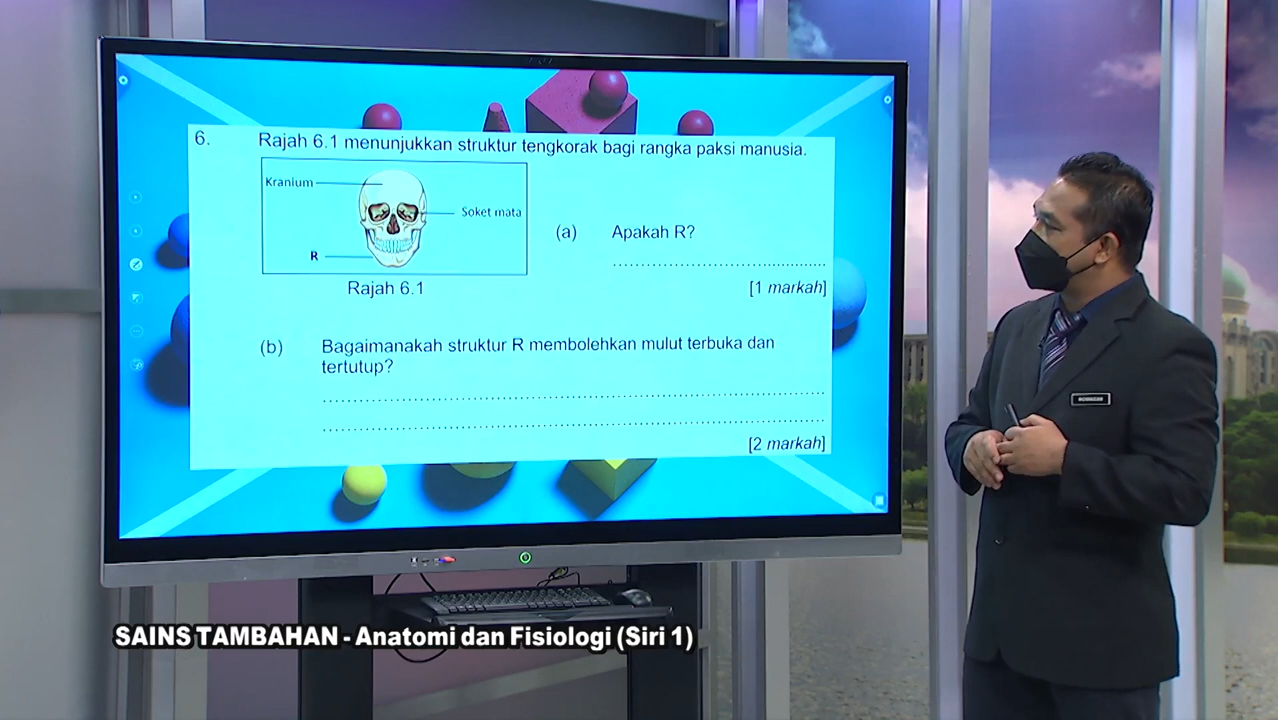 6. Rajah 6.1 menunjukkan struktur tengkorak bagi rangka paksi manusia.
Kranium
Soket mata
R
Rajah 6.1
(a) Apakah R?
........................................
[1 markah]
(b) Bagaimanakah struktur R membolehkan mulut terbuka dan
tertutup?
................................................................................
................................................................................
[2 markah]
SAINS TAMBAHAN - Anatomi dan Fisiologi (Siri 1)